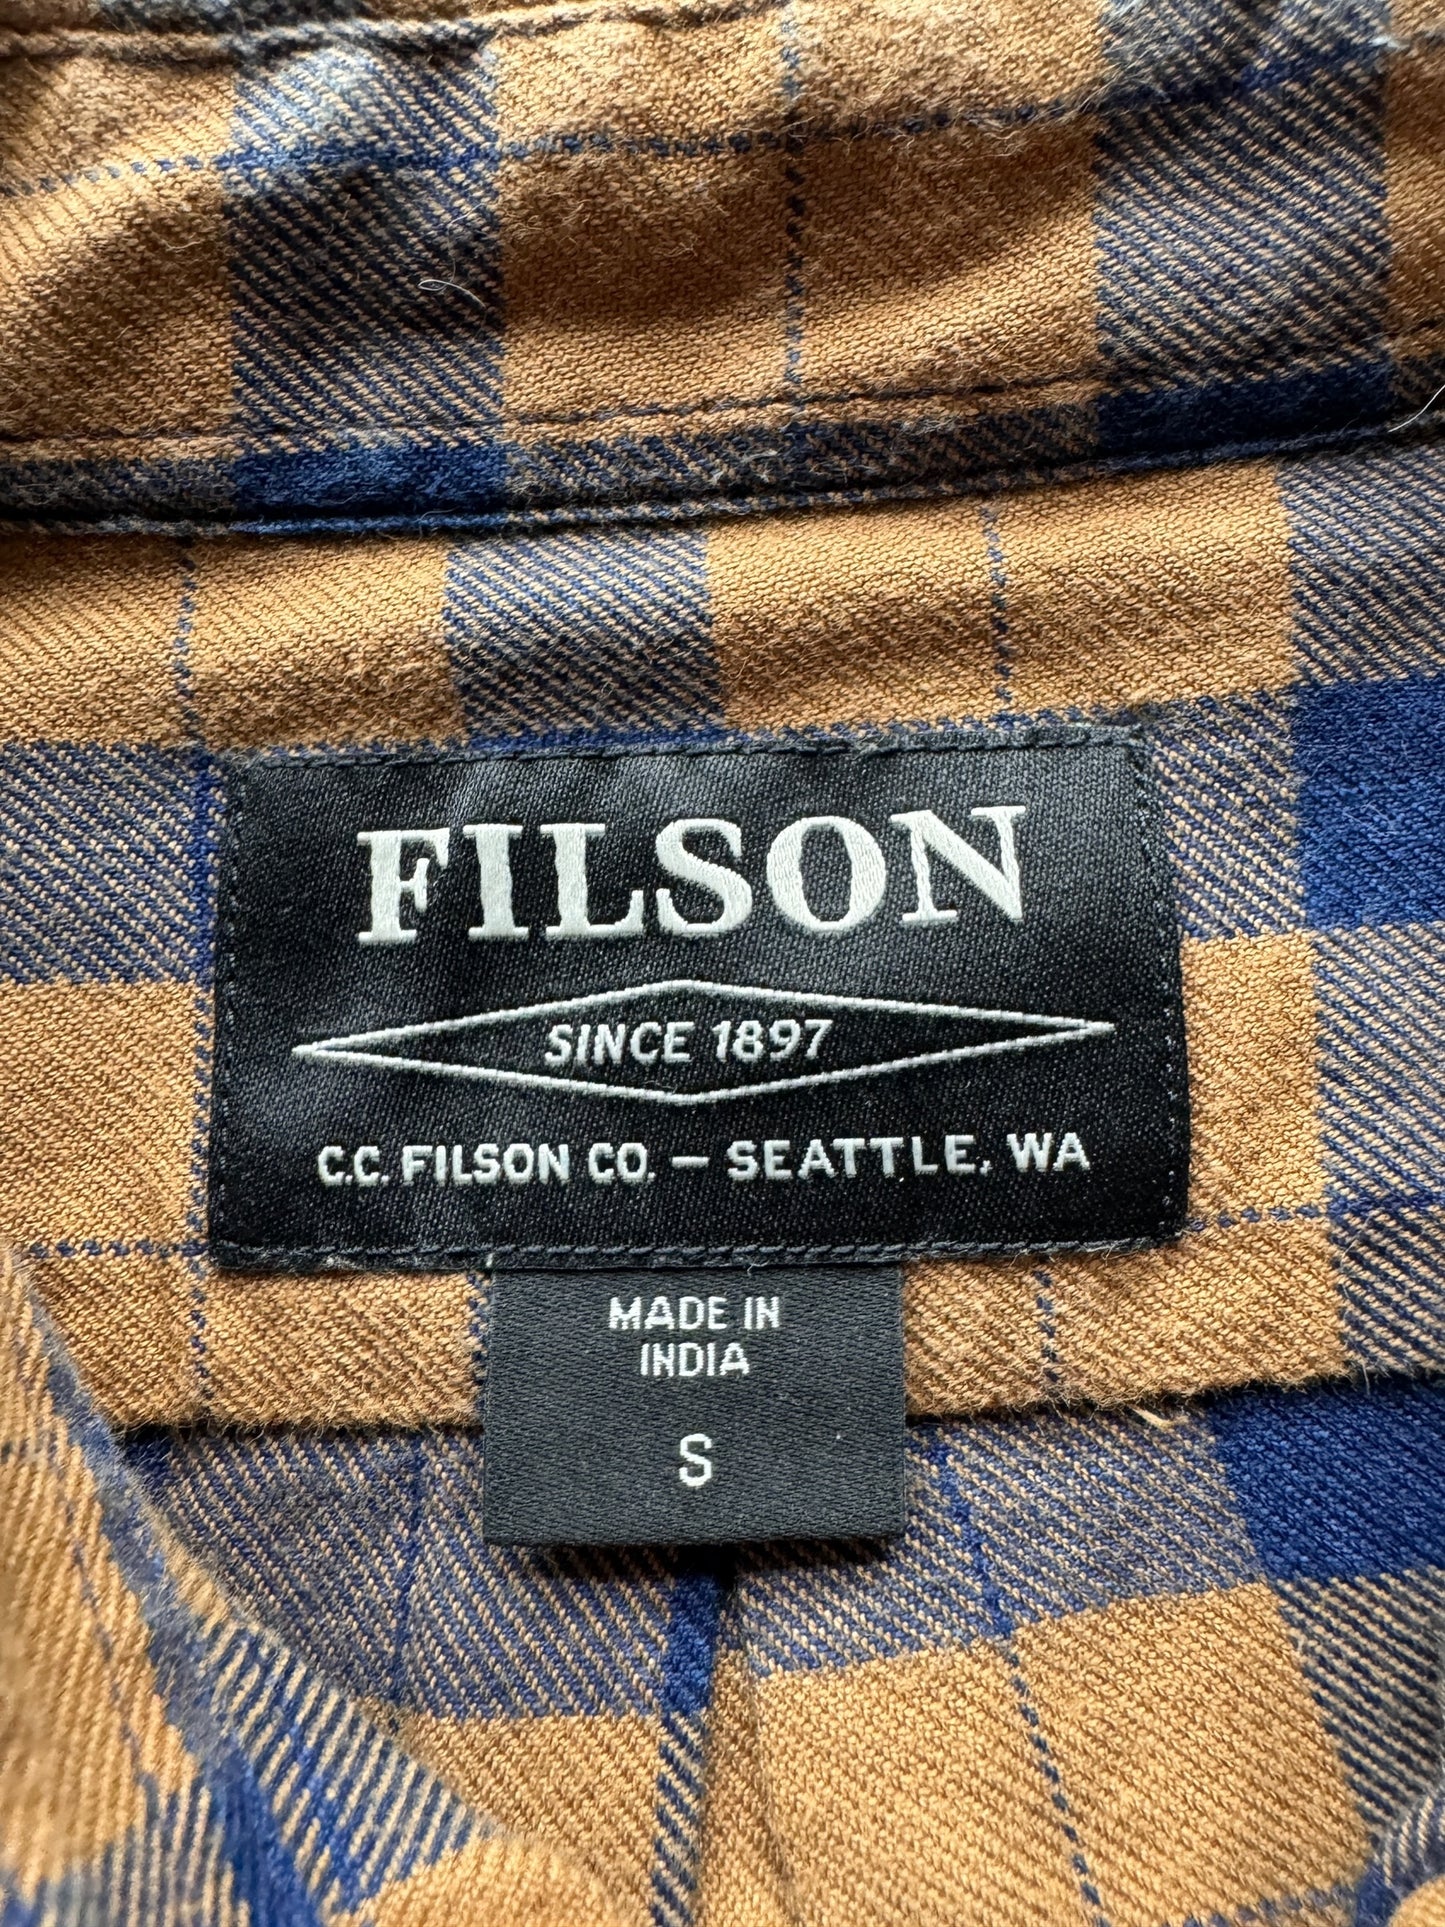 FILSON
SINCE 1897
C.C. FILSON CO. – SEATTLE, WA
MADE IN
INDIA
S